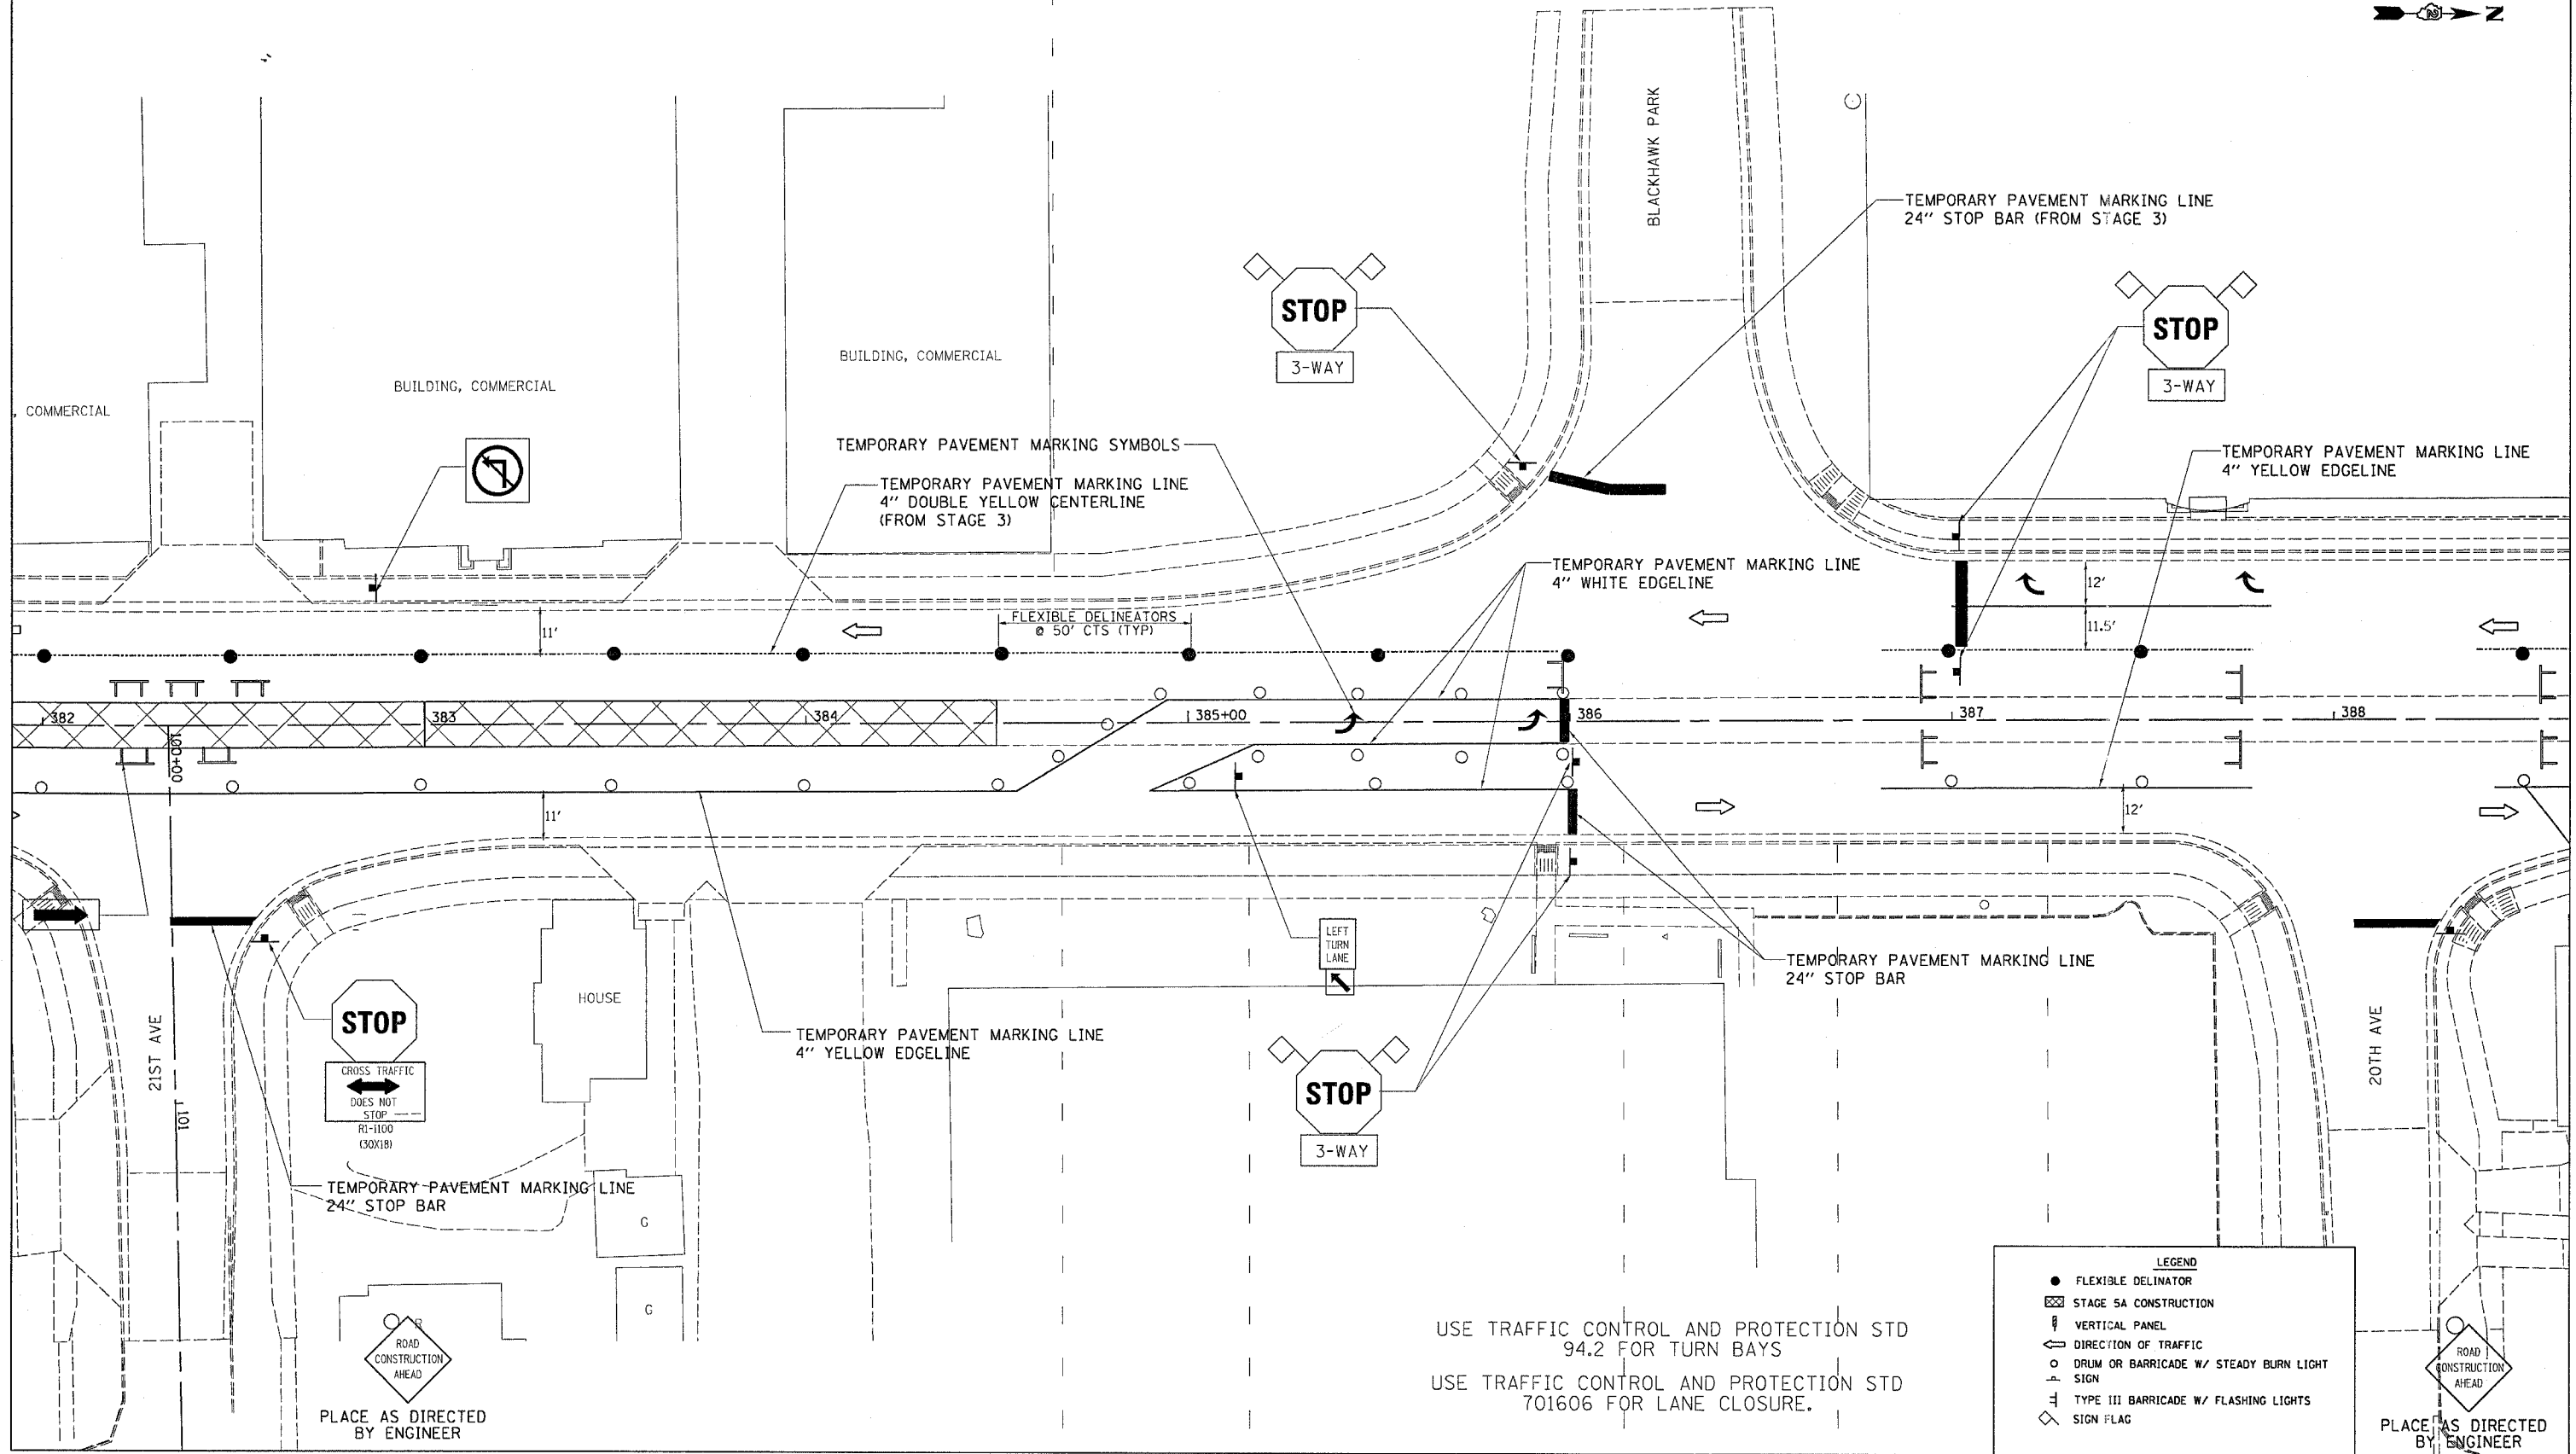 N
BLACKHAWK PARK
TEMPORARY PAVEMENT MARKING LINE
24" STOP BAR (FROM STAGE 3)
STOP
3-WAY
STOP
3-WAY
BUILDING, COMMERCIAL
BUILDING, COMMERCIAL
, COMMERCIAL
TEMPORARY PAVEMENT MARKING SYMBOLS
TEMPORARY PAVEMENT MARKING LINE
4" DOUBLE YELLOW CENTERLINE
(FROM STAGE 3)
TEMPORARY PAVEMENT MARKING LINE
4" YELLOW EDGELINE
TEMPORARY PAVEMENT MARKING LINE
4" WHITE EDGELINE
12'
11.5'
11'
FLEXIBLE DELINEATORS
@ 50' CTS (TYP)
382
383
384
385+00
386
387
388
100+00
11'
12'
LEFT
TURN
LANE
TEMPORARY PAVEMENT MARKING LINE
24" STOP BAR
HOUSE
STOP
CROSS TRAFFIC
DOES NOT
STOP
R1-I100
(30X18)
21ST AVE
101
TEMPORARY PAVEMENT MARKING LINE
4" YELLOW EDGELINE
STOP
3-WAY
20TH AVE
TEMPORARY PAVEMENT MARKING LINE
24" STOP BAR
G
G
R
ROAD
CONSTRUCTION
AHEAD
PLACE AS DIRECTED
BY ENGINEER
USE TRAFFIC CONTROL AND PROTECTION STD
94.2 FOR TURN BAYS
USE TRAFFIC CONTROL AND PROTECTION STD
701606 FOR LANE CLOSURE.
LEGEND
FLEXIBLE DELINATOR
STAGE 5A CONSTRUCTION
VERTICAL PANEL
DIRECTION OF TRAFFIC
DRUM OR BARRICADE W/ STEADY BURN LIGHT
SIGN
TYPE III BARRICADE W/ FLASHING LIGHTS
SIGN FLAG
ROAD
CONSTRUCTION
AHEAD
PLACE AS DIRECTED
BY ENGINEER